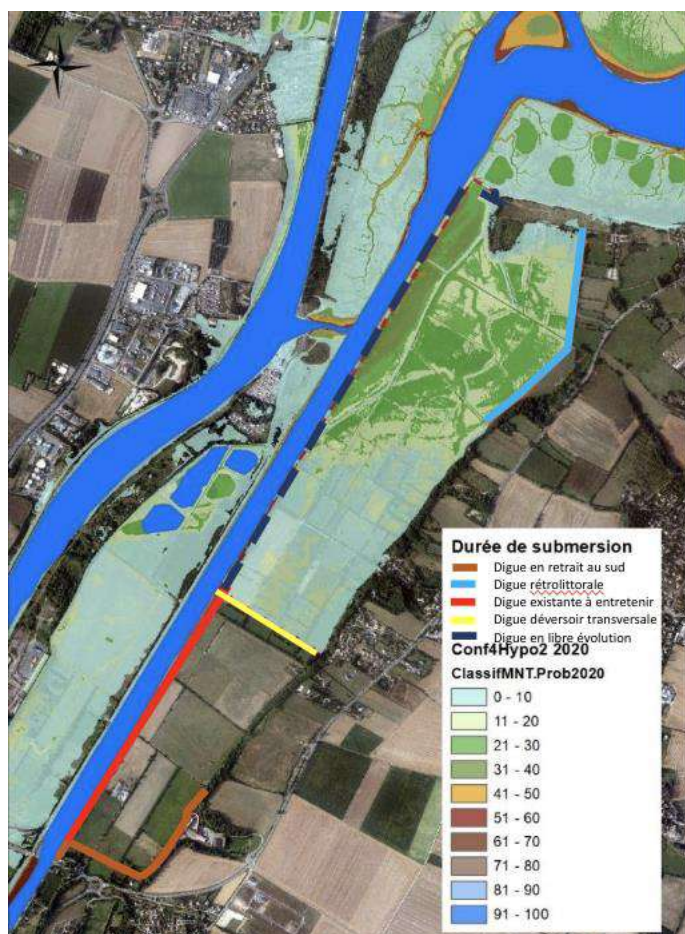 Durée de submersion
Digue en retrait au sud
Digue rétrolittorale
Digue existante à entretenir
Digue déversoir transversale
Digue en libre évolution
Conf4Hypo2 2020
ClassifMNT.Prob2020
0 - 10
11 - 20
21 - 30
31 - 40
41 - 50
51 - 60
61 - 70
71 - 80
81 - 90
91 - 100